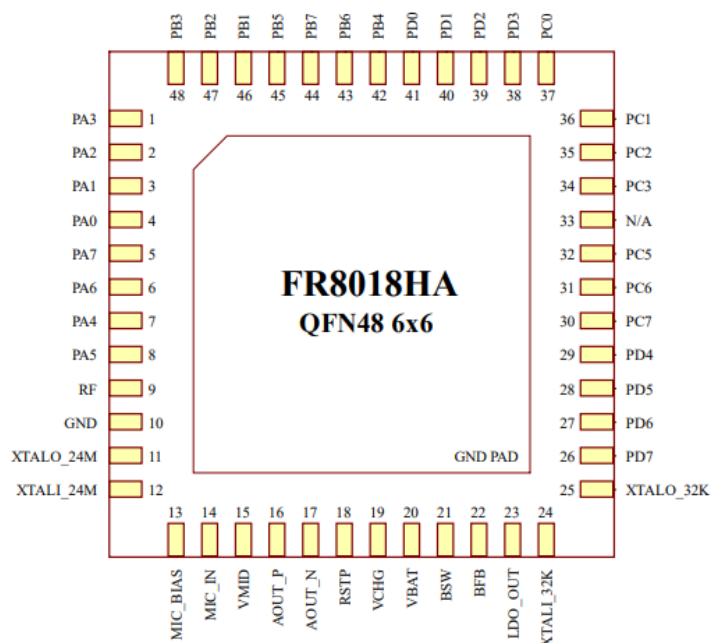 PB3 PB2 PB1 PB5 PB7 PB6 PB4 PD0 PD1 PD2 PD3 PC0
48 47 46 45 44 43 42 41 40 39 38 37
PA3 1 36 PC1
PA2 2 35 PC2
PA1 3 34 PC3
PA0 4 33 N/A
PA7 5 32 PC5
PA6 6 31 PC6
PA4 7 30 PC7
PA5 8 29 PD4
RF 9 28 PD5
GND 10 27 PD6
XTALO_24M 11 26 PD7
XTALI_24M 12 25 XTALO_32K
FR8018HA
QFN48 6x6
GND PAD
13 14 15 16 17 18 19 20 21 22 23 24
MIC_BIAS MIC_IN VMID AOUT_P AOUT_N RSTP VCHG VBAT BSW BFB LDO_OUT XTALI_32K